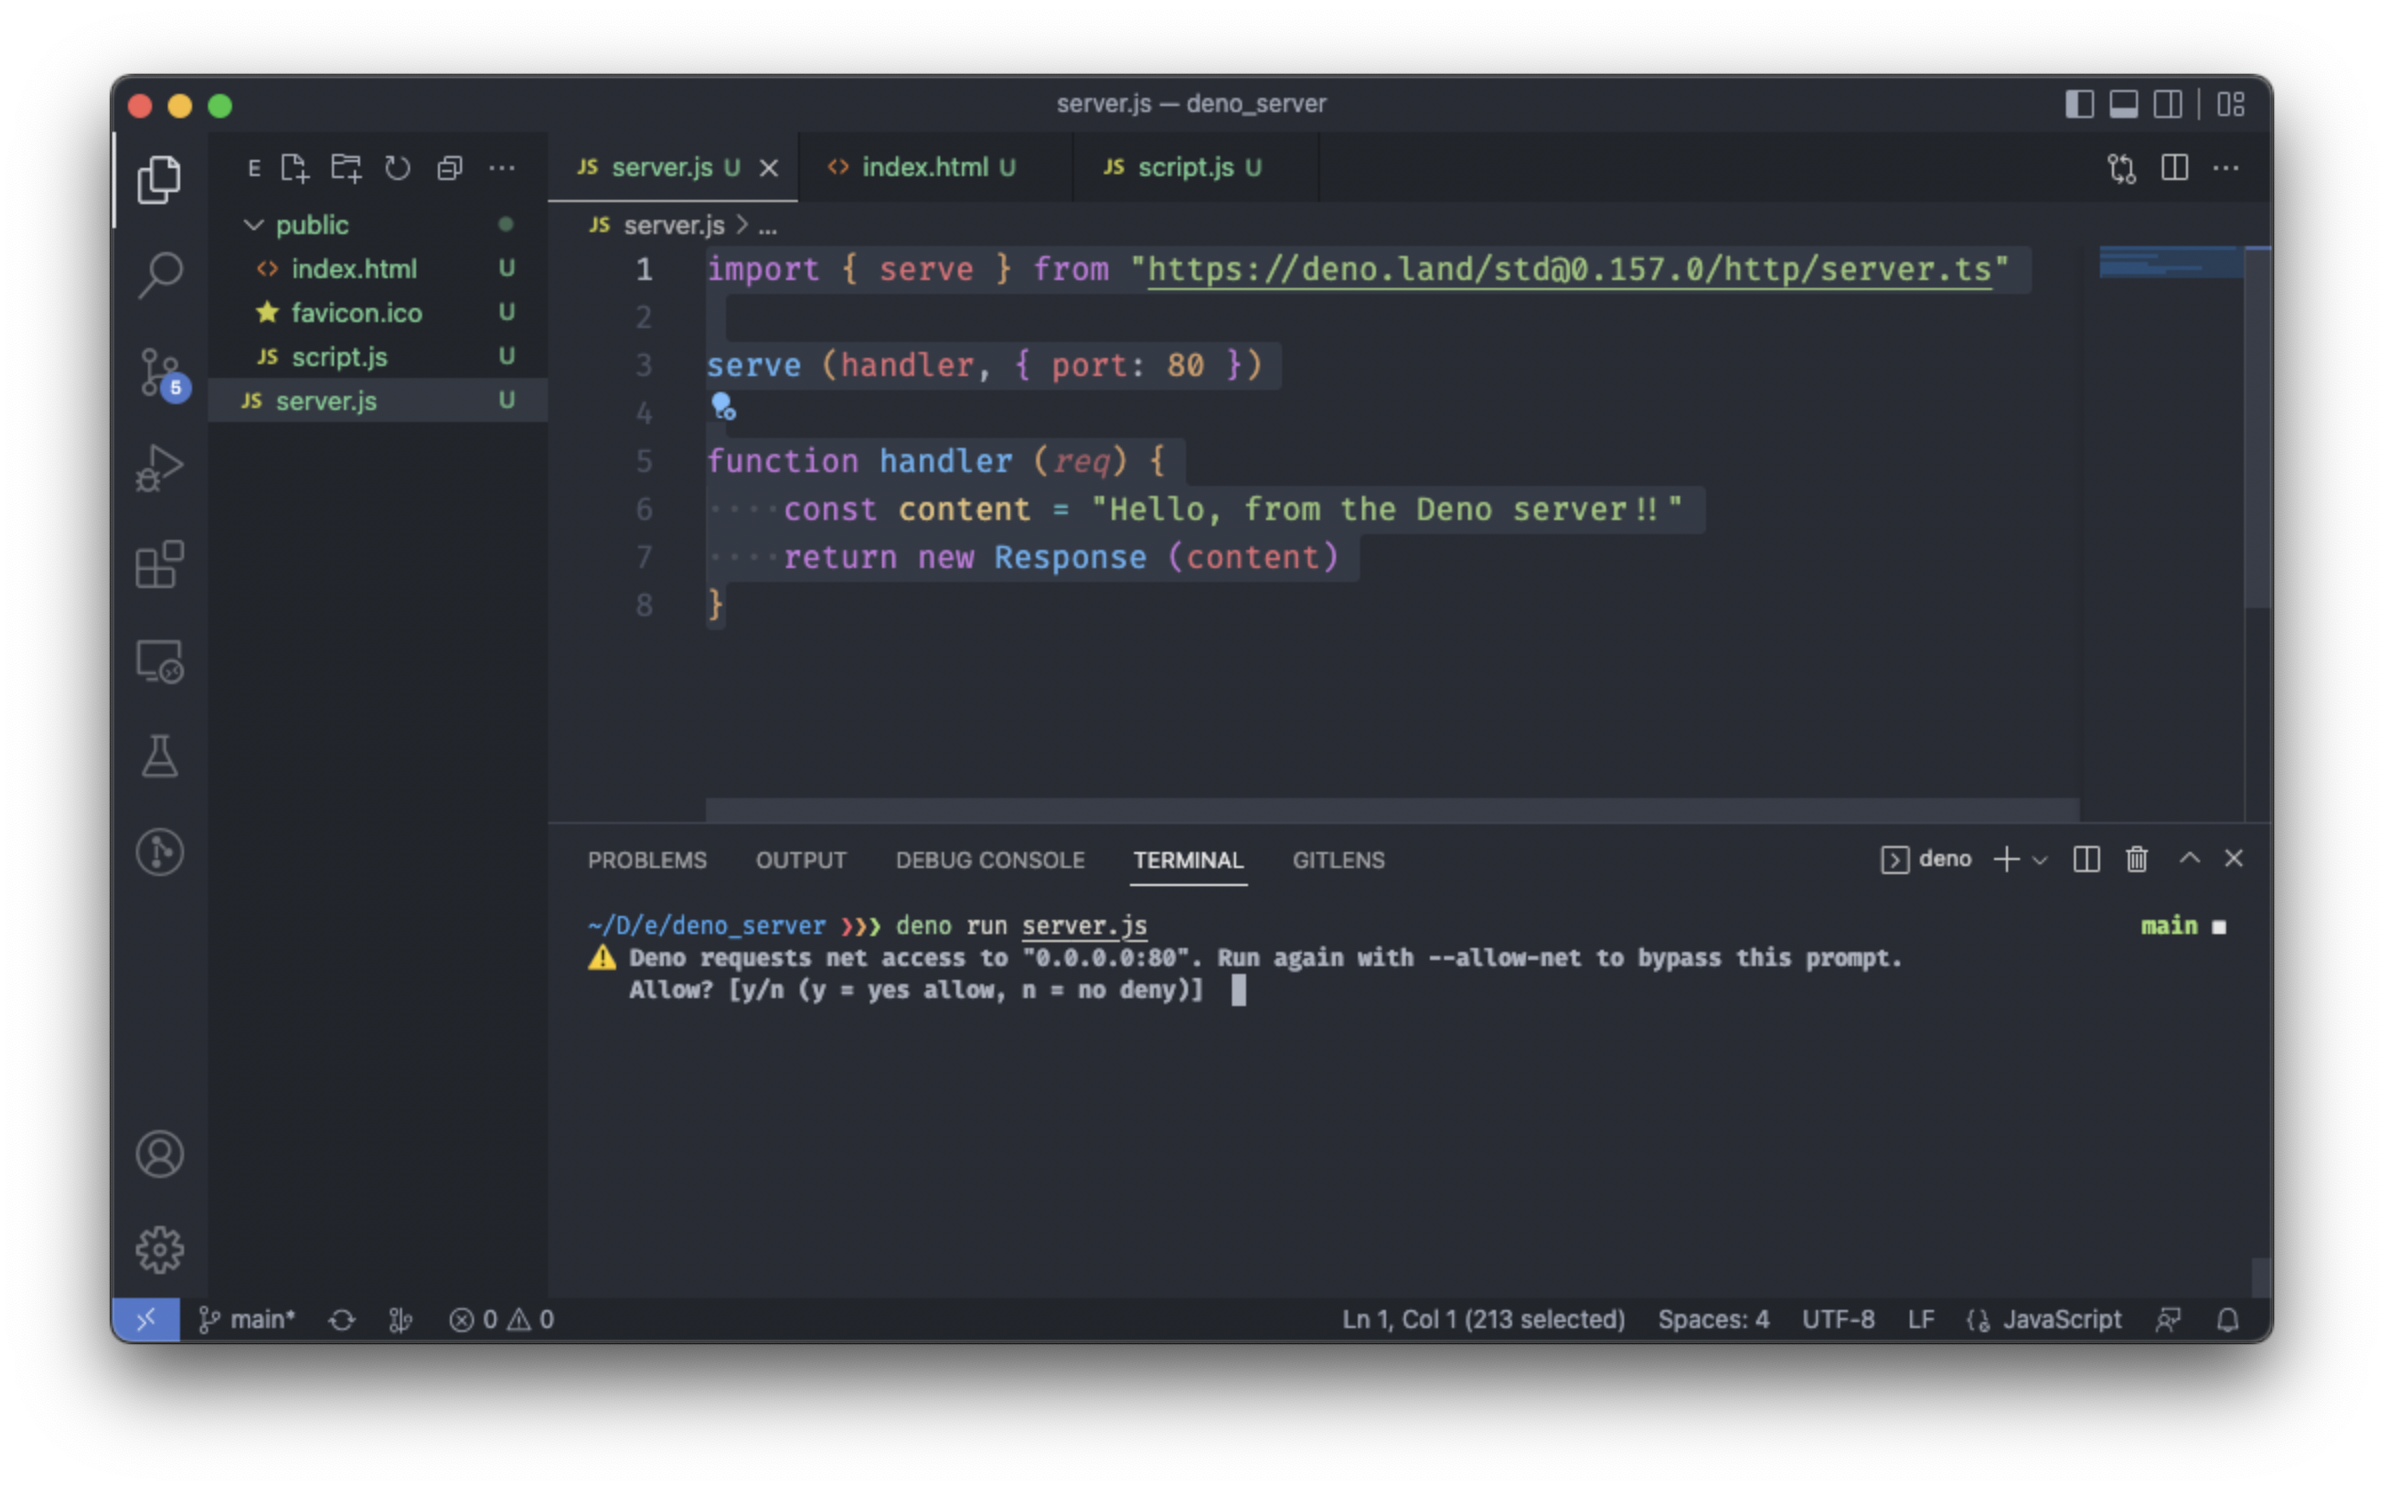 server.js — deno_server
E
JS server.js U
index.html U
JS script.js U
public
index.html U
favicon.ico U
JS script.js U
JS server.js U
5
JS server.js > ...
1 import { serve } from "https://deno.land/std@0.157.0/http/server.ts"
2
3 serve (handler, { port: 80 })
4
5 function handler (req) {
6 ····const content = "Hello, from the Deno server!!"
7 ····return new Response (content)
8 }
PROBLEMS OUTPUT DEBUG CONSOLE TERMINAL GITLENS
deno
~/D/e/deno_server ❯❯❯ deno run server.js main
Deno requests net access to "0.0.0.0:80". Run again with --allow-net to bypass this prompt.
Allow? [y/n (y = yes allow, n = no deny)]
main* 0 0 Ln 1, Col 1 (213 selected) Spaces: 4 UTF-8 LF JavaScript